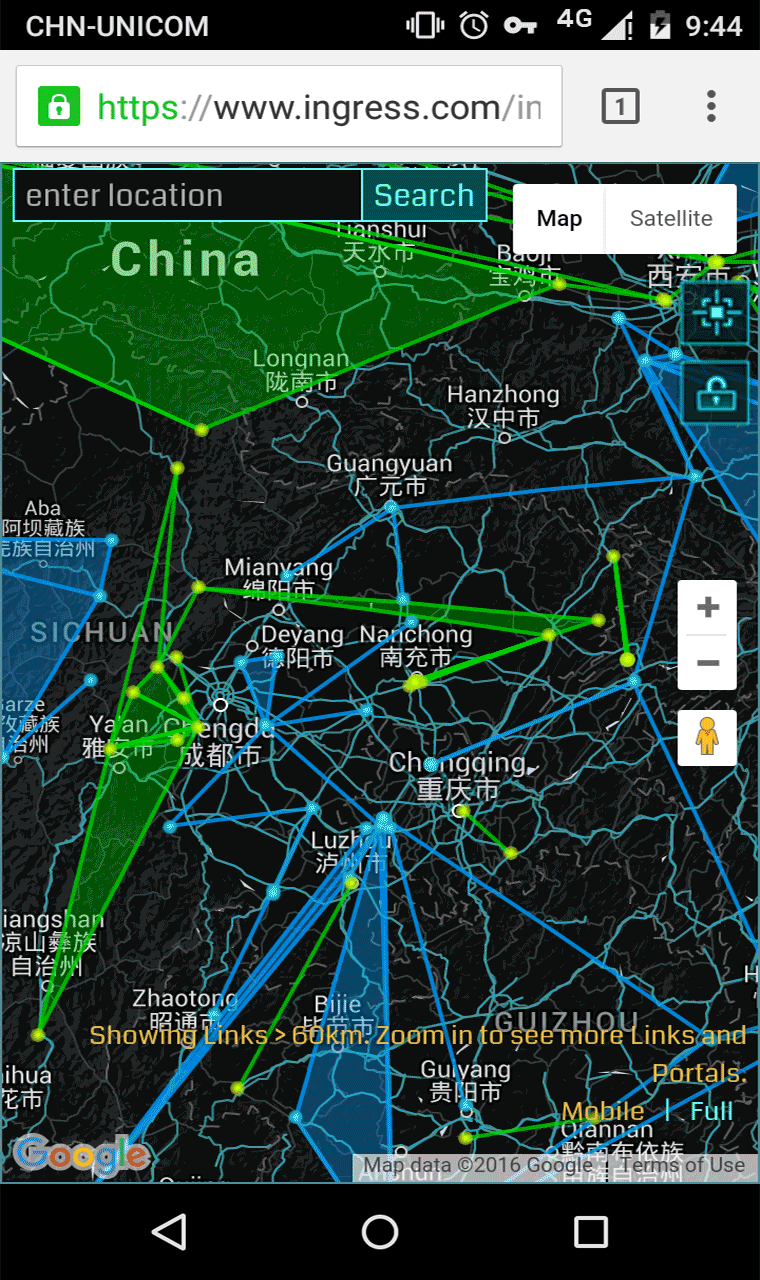 CHN-UNICOM
4G
9:44
https://www.ingress.com/in
1
enter location
Search
Map
Satellite
China
Tianshui
天水市
Baoji
宝鸡市
西安市
Longnan
陇南市
Hanzhong
汉中市
Guangyuan
广元市
Aba
阿坝藏族
羌族自治州
Mianyang
绵阳市
SICHUAN
Deyang
德阳市
Nanchong
南充市
Garze
孜藏族
治州
Ya'an
雅安市
Chengdu
成都市
Chongqing
重庆市
Luzhou
泸州市
iangshan
凉山彝族
自治州
Zhaotong
昭通市
Bijie
毕节市
GUIZHOU
Showing Links > 60km. Zoom in to see more Links and
Portals.
ihua
花市
Guiyang
贵阳市
Mobile | Full
Qiannan
黔南布依族
苗族自治州
Anshun
Google
Map data ©2016 Google
Terms of Use